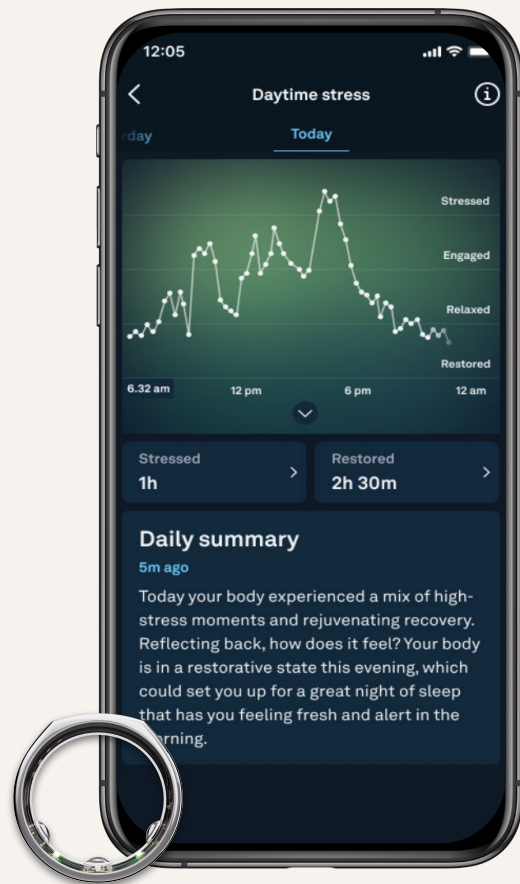 12:05
Daytime stress
rday
Today
Stressed
Engaged
Relaxed
Restored
6.32 am
12 pm
6 pm
12 am
Stressed
1h
Restored
2h 30m
Daily summary
5m ago
Today your body experienced a mix of high-
stress moments and rejuvenating recovery.
Reflecting back, how does it feel? Your body
is in a restorative state this evening, which
could set you up for a great night of sleep
that has you feeling fresh and alert in the
orning.